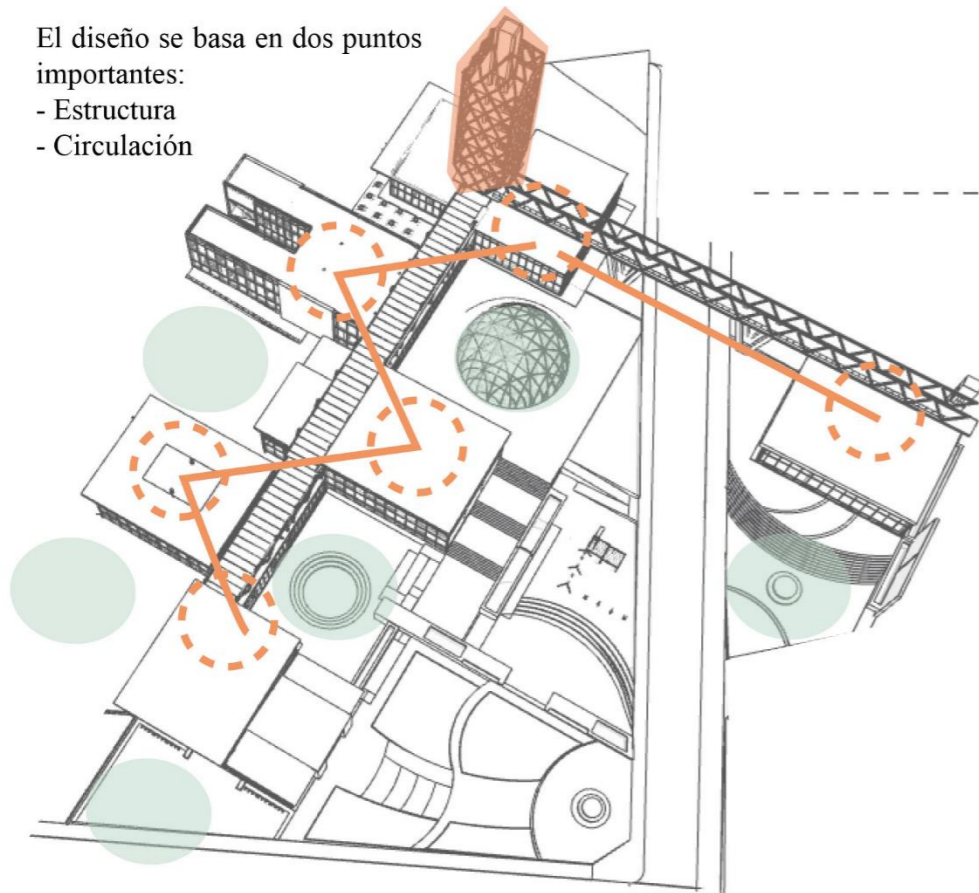 El diseño se basa en dos puntos
importantes:
- Estructura
- Circulación